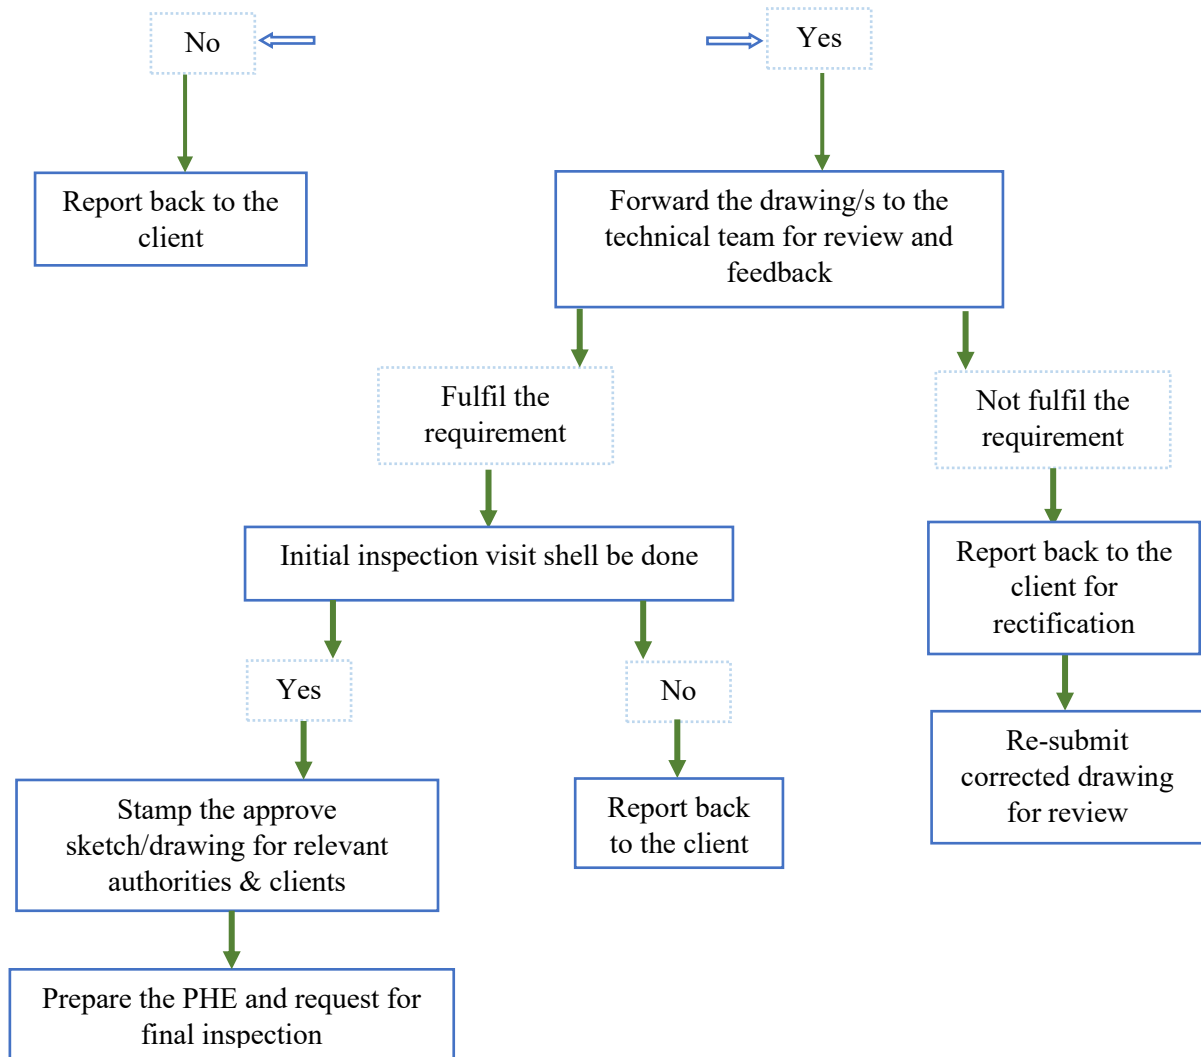 No
Yes
Report back to the
client
Forward the drawing/s to the
technical team for review and
feedback
Fulfil the
requirement
Not fulfil the
requirement
Initial inspection visit shell be done
Report back to the
client for
rectification
Yes
No
Re-submit
corrected drawing
for review
Stamp the approve
sketch/drawing for relevant
authorities & clients
Report back
to the client
Prepare the PHE and request for
final inspection